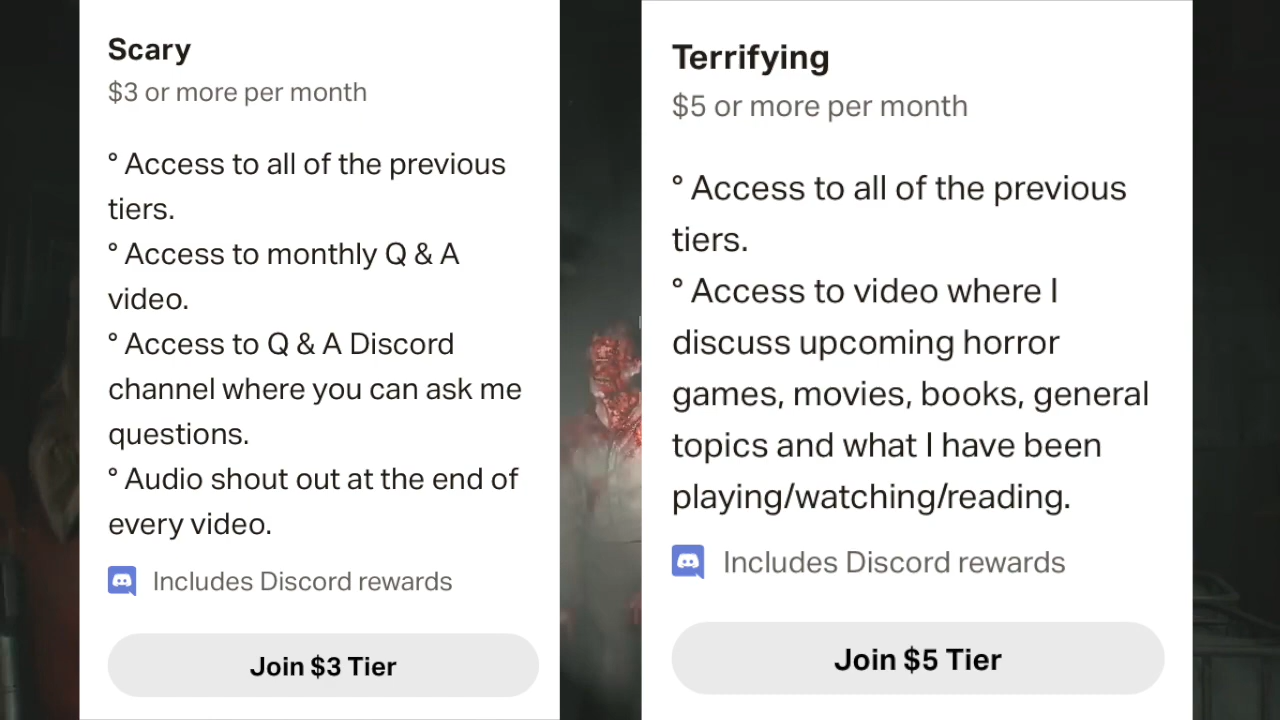 Scary
$3 or more per month
° Access to all of the previous
tiers.
° Access to monthly Q & A
video.
° Access to Q & A Discord
channel where you can ask me
questions.
° Audio shout out at the end of
every video.
Includes Discord rewards
Join $3 Tier
Terrifying
$5 or more per month
° Access to all of the previous
tiers.
° Access to video where I
discuss upcoming horror
games, movies, books, general
topics and what I have been
playing/watching/reading.
Includes Discord rewards
Join $5 Tier